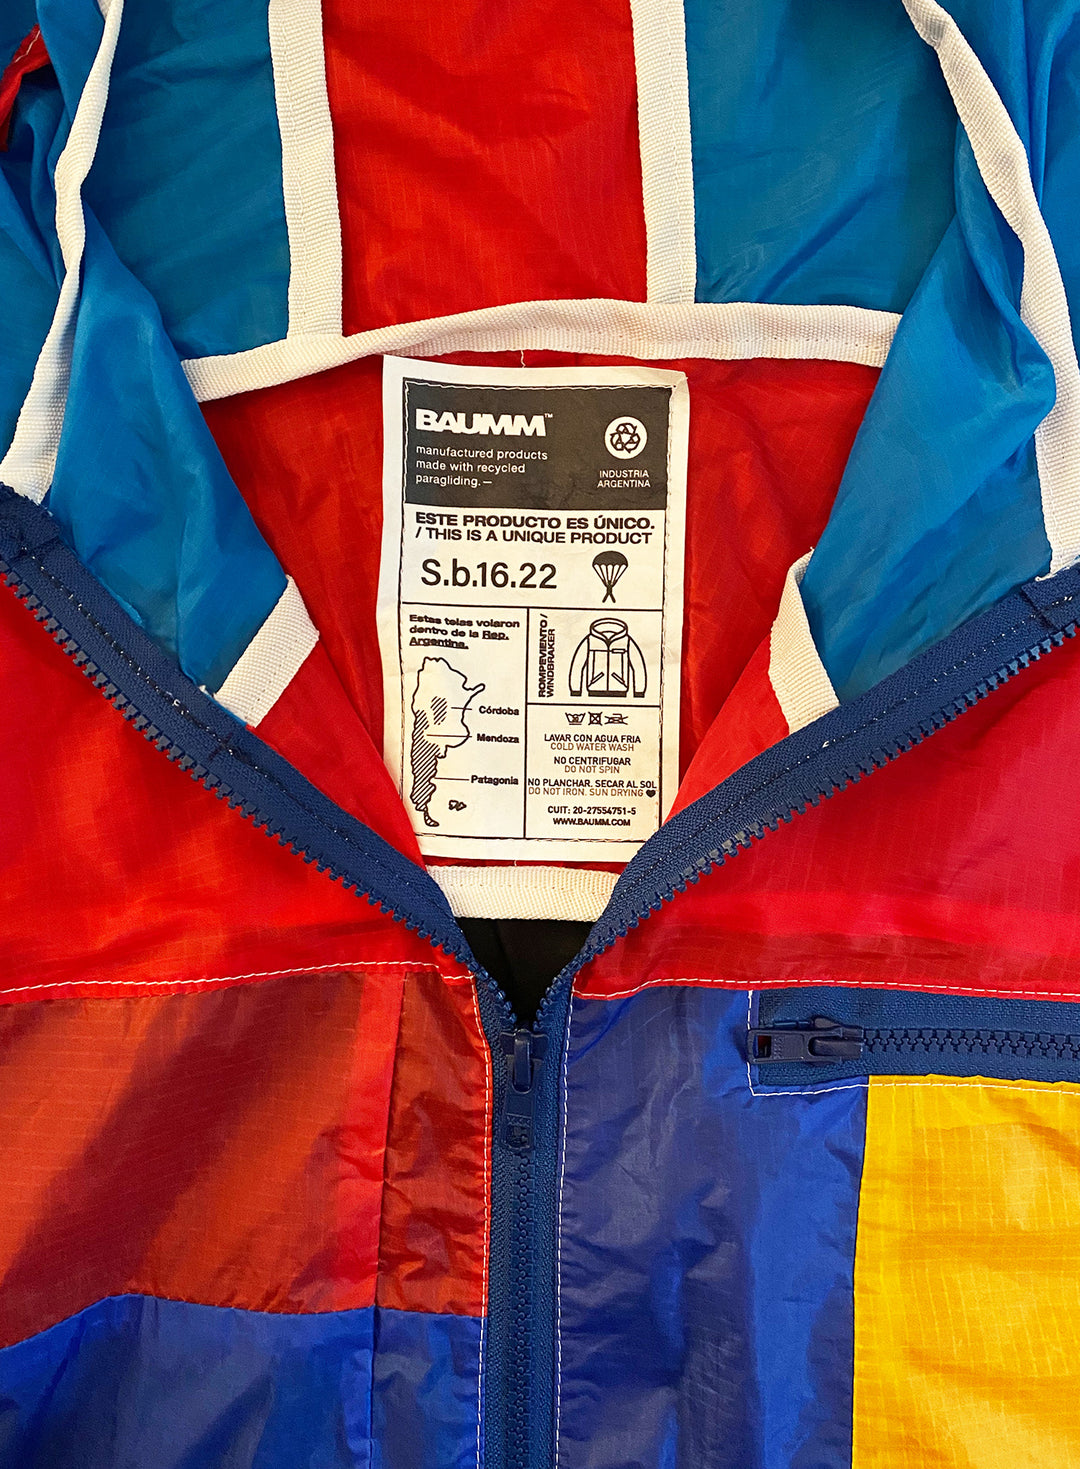 BAUMM™
manufactured products
made with recycled
paragliding.—
INDUSTRIA
ARGENTINA
ESTE PRODUCTO ES ÚNICO.
/ THIS IS A UNIQUE PRODUCT
S.b.16.22
Estas telas volaron
dentro de la Rep.
Argentina.
Córdoba
Mendoza
Patagonia
ROMPEVIENTO /
WINDBRAKER
LAVAR CON AGUA FRIA
COLD WATER WASH
NO CENTRIFUGAR
DO NOT SPIN
NO PLANCHAR. SECAR AL SOL
DO NOT IRON. SUN DRYING ♥
CUIT: 20-27554751-5
WWW.BAUMM.COM